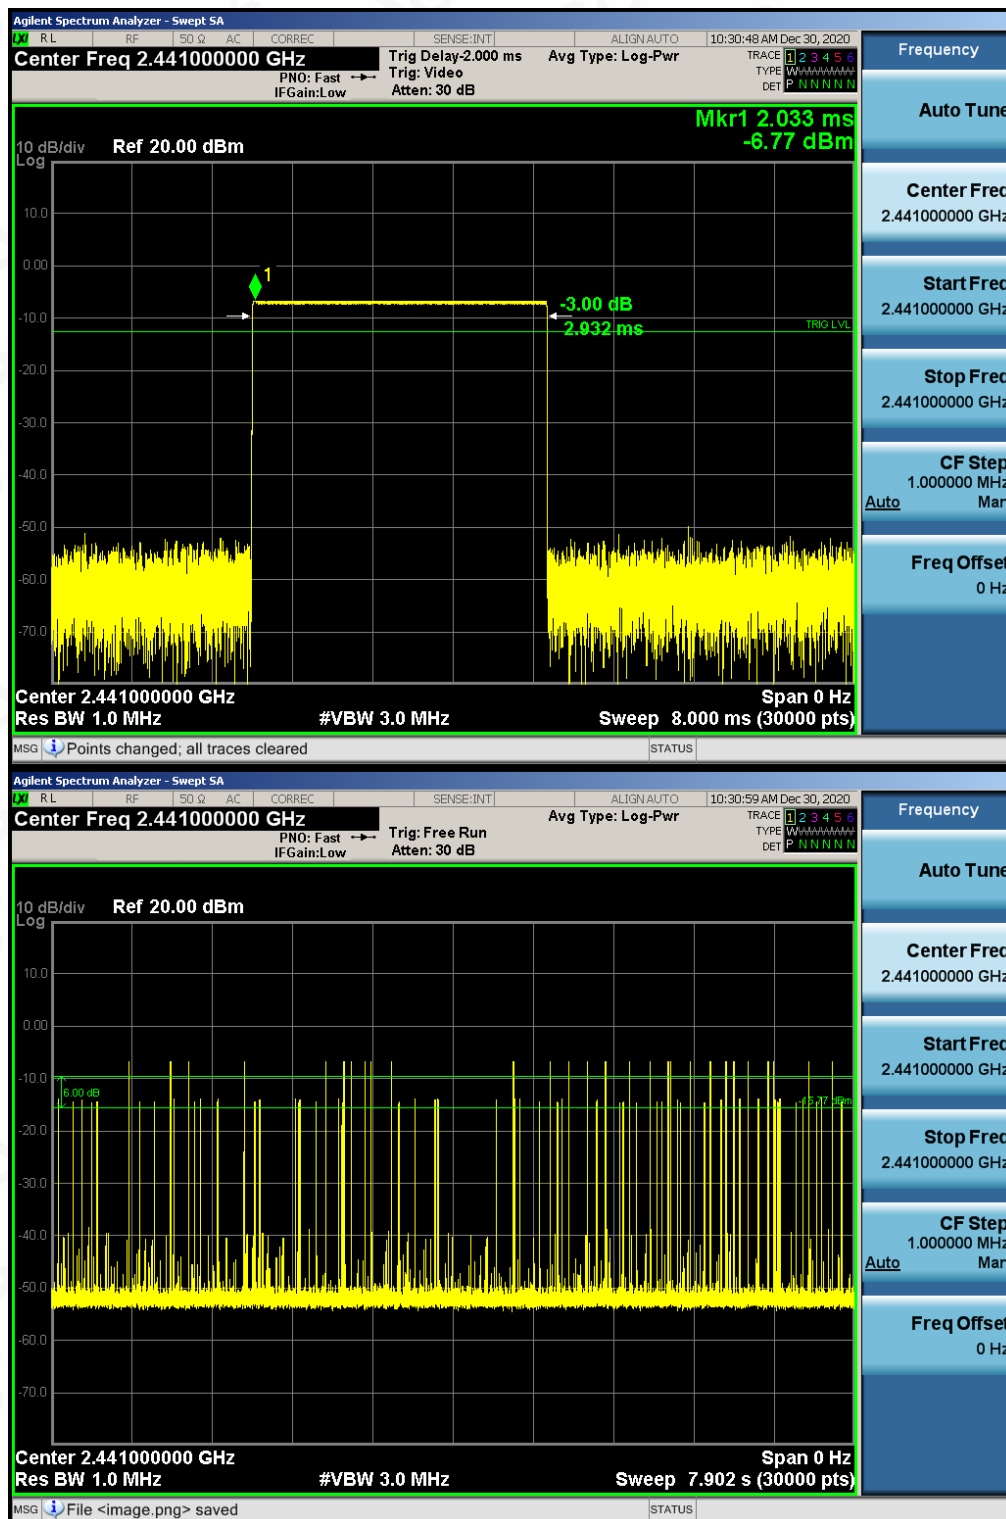 Agilent Spectrum Analyzer - Swept SA
LXI RL RF 50 Ω AC CORREC SENSE:INT ALIGN AUTO 10:30:48 AM Dec 30, 2020
Center Freq 2.441000000 GHz
PNO: Fast
IFGain:Low
Trig Delay-2.000 ms
Trig: Video
Atten: 30 dB
Avg Type: Log-Pwr
TRACE 1 2 3 4 5 6
TYPE WWWWWW
DET P N N N N N
Frequency
Auto Tune
Center Freq
2.441000000 GHz
Start Freq
2.441000000 GHz
Stop Freq
2.441000000 GHz
CF Step
1.000000 MHz
Auto Man
Freq Offset
0 Hz
Mkr1 2.033 ms
-6.77 dBm
10 dB/div Ref 20.00 dBm
Log
10.0
0.00
-10.0
-20.0
-30.0
-40.0
-50.0
-60.0
-70.0
1
-3.00 dB
2.932 ms
TRIG LVL
Center 2.441000000 GHz Span 0 Hz
Res BW 1.0 MHz #VBW 3.0 MHz Sweep 8.000 ms (30000 pts)
MSG Points changed; all traces cleared STATUS
Agilent Spectrum Analyzer - Swept SA
LXI RL RF 50 Ω AC CORREC SENSE:INT ALIGN AUTO 10:30:59 AM Dec 30, 2020
Center Freq 2.441000000 GHz
PNO: Fast
IFGain:Low
Trig: Free Run
Atten: 30 dB
Avg Type: Log-Pwr
TRACE 1 2 3 4 5 6
TYPE WWWWWW
DET P N N N N N
Frequency
Auto Tune
Center Freq
2.441000000 GHz
Start Freq
2.441000000 GHz
Stop Freq
2.441000000 GHz
CF Step
1.000000 MHz
Auto Man
Freq Offset
0 Hz
10 dB/div Ref 20.00 dBm
Log
10.0
0.00
-10.0
-20.0
-30.0
-40.0
-50.0
-60.0
-70.0
6.00 dB
-15.77 dBm
Center 2.441000000 GHz Span 0 Hz
Res BW 1.0 MHz #VBW 3.0 MHz Sweep 7.902 s (30000 pts)
MSG File <image.png> saved STATUS